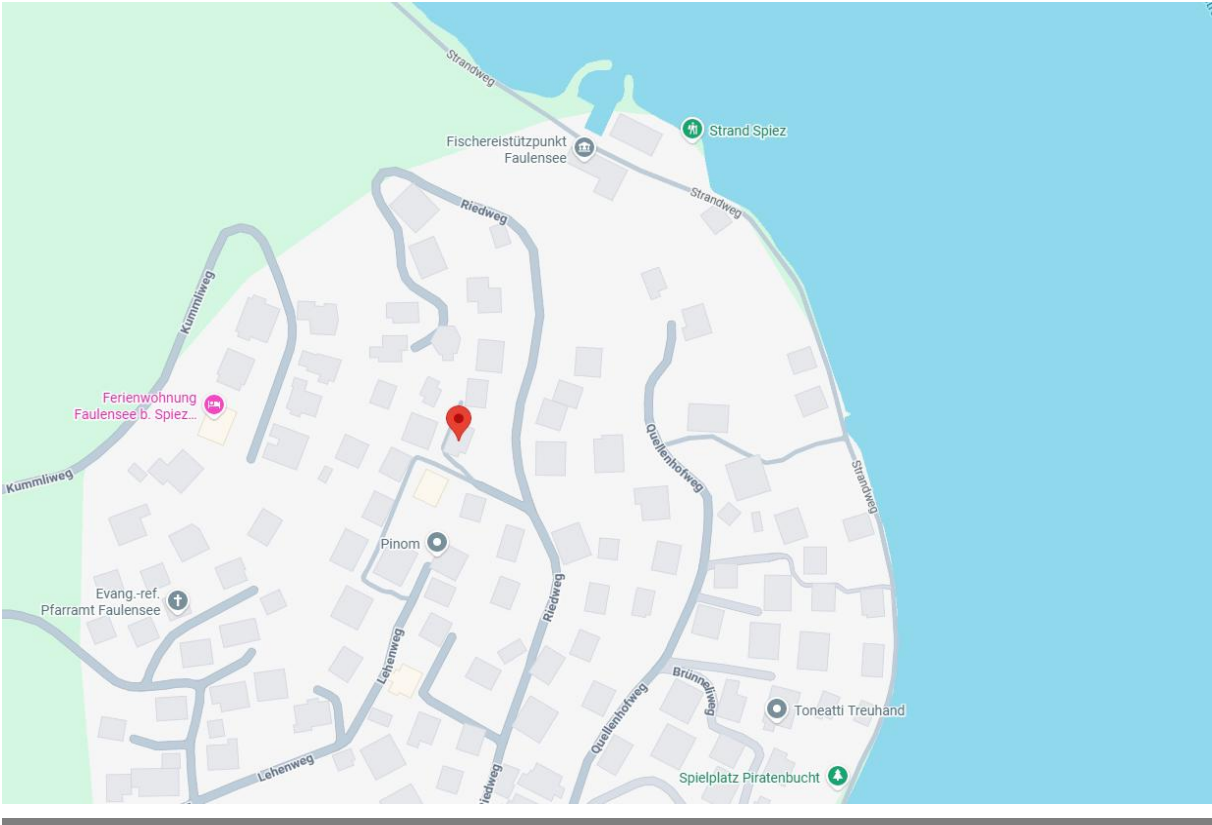 Strandweg
Fischereistützpunkt
Faulensee
Strand Spiez
Strandweg
Riedweg
Kummliweg
Ferienwohnung
Faulensee b. Spiez...
Kummliweg
Quellenhofweg
Strandweg
Pinom
Evang.-ref.
Pfarramt Faulensee
Riedweg
Lehenweg
Brünneliweg
Quellenhofweg
Toneatti Treuhand
Lehenweg
Riedweg
Spielplatz Piratenbucht